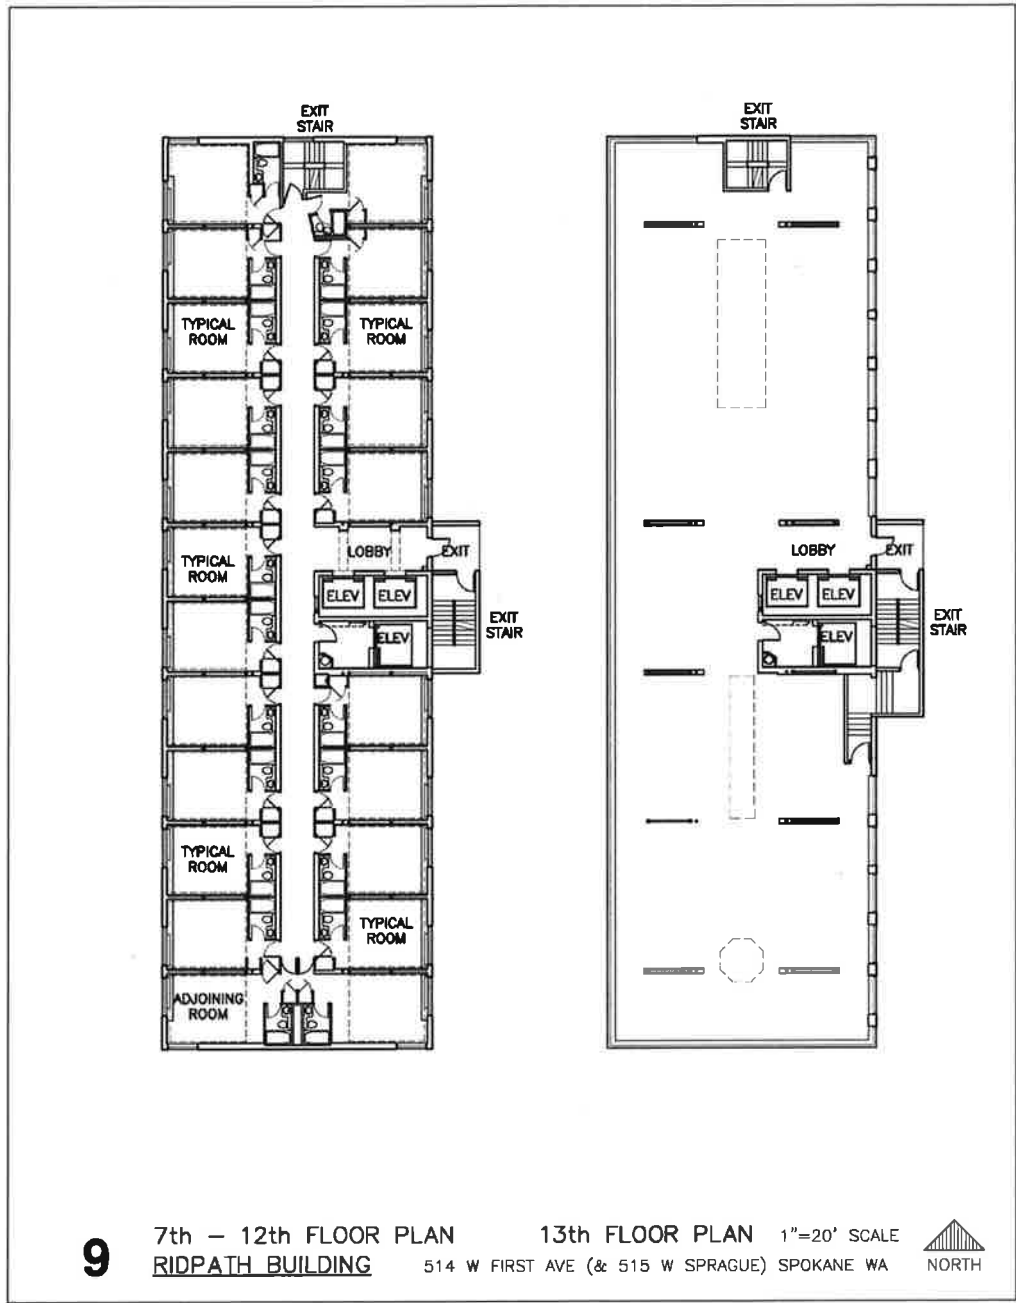 EXIT
STAIR
EXIT
STAIR
TYPICAL
ROOM
TYPICAL
ROOM
LOBBY
EXIT
LOBBY
EXIT
TYPICAL
ROOM
ELEV
ELEV
ELEV
ELEV
EXIT
STAIR
EXIT
STAIR
ELEV
ELEV
TYPICAL
ROOM
TYPICAL
ROOM
ADJOINING
ROOM
9
7th – 12th FLOOR PLAN
13th FLOOR PLAN
1"=20' SCALE
RIDPATH BUILDING
514 W FIRST AVE (& 515 W SPRAGUE) SPOKANE WA
NORTH